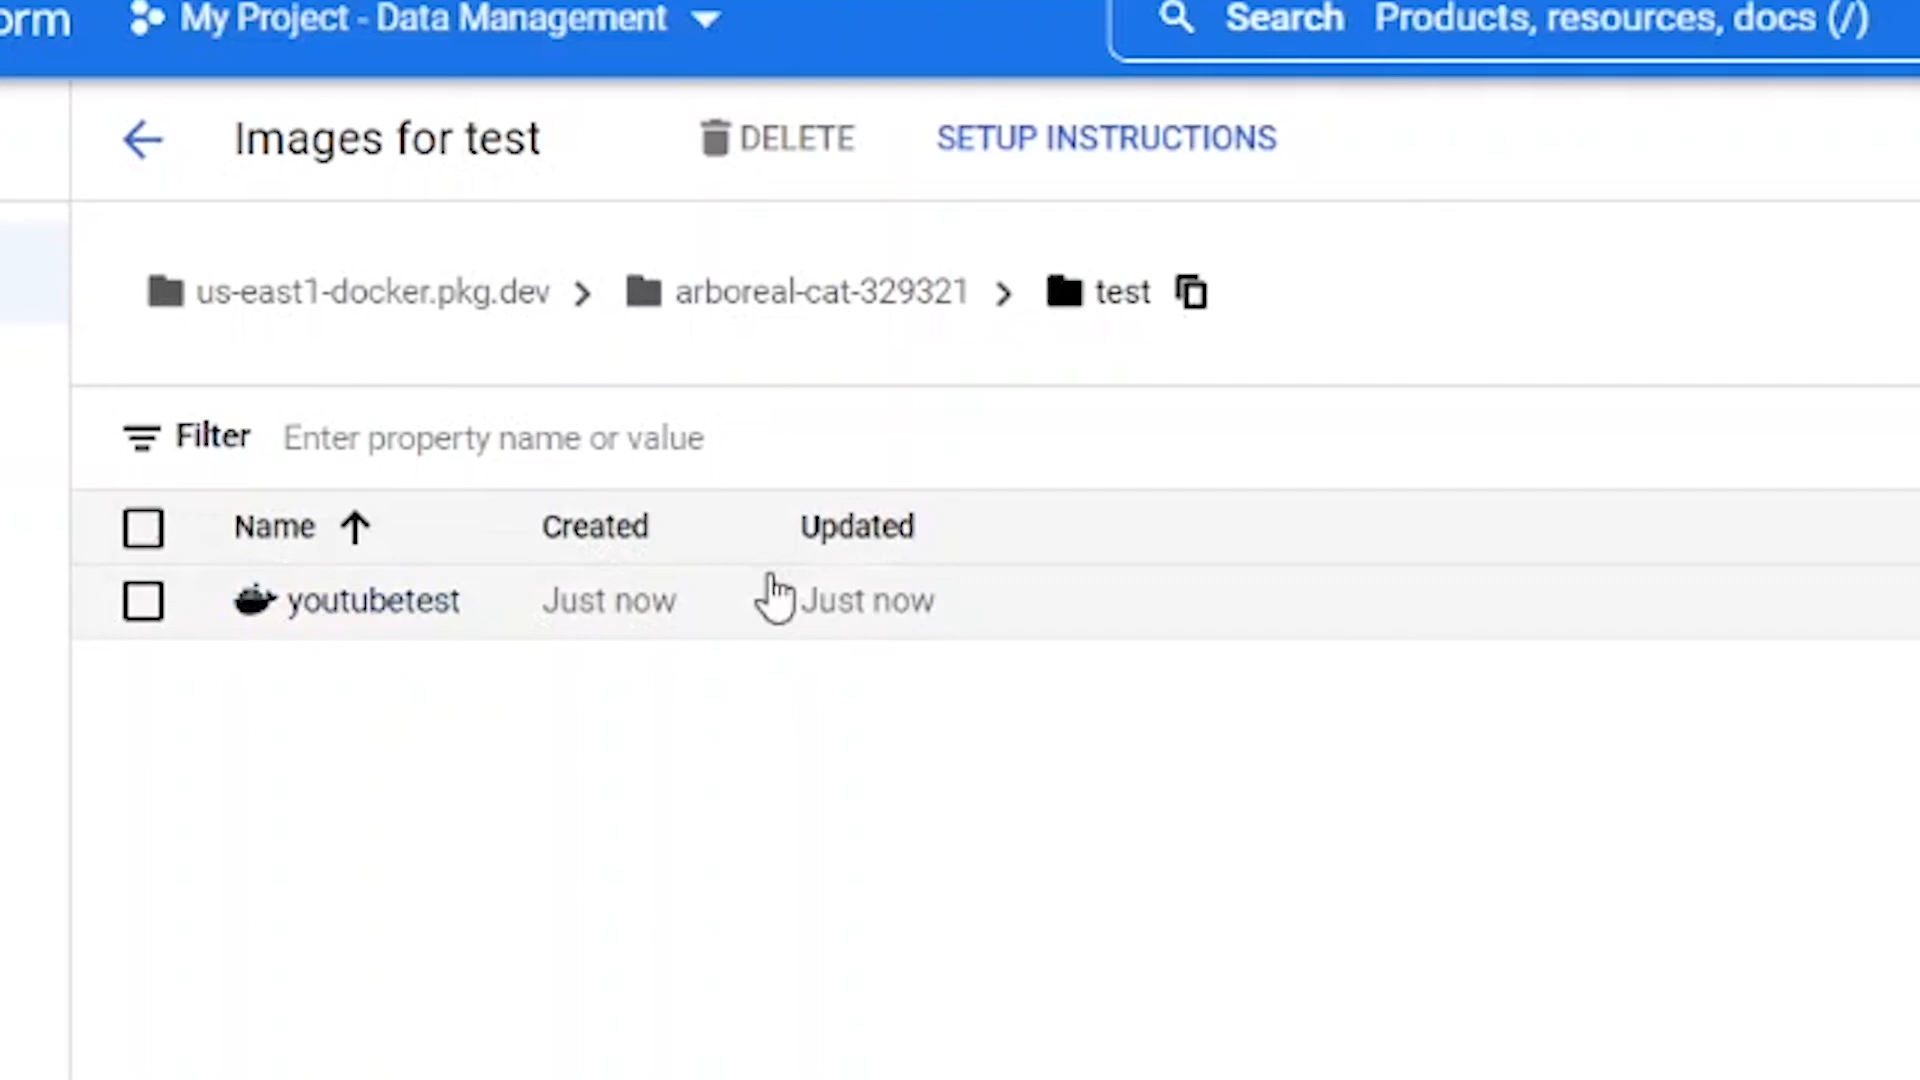 orm My Project - Data Management Search Products, resources, docs (/)
Images for test DELETE SETUP INSTRUCTIONS
us-east1-docker.pkg.dev > arboreal-cat-329321 > test
Filter Enter property name or value
Name Created Updated
youtubetest Just now Just now